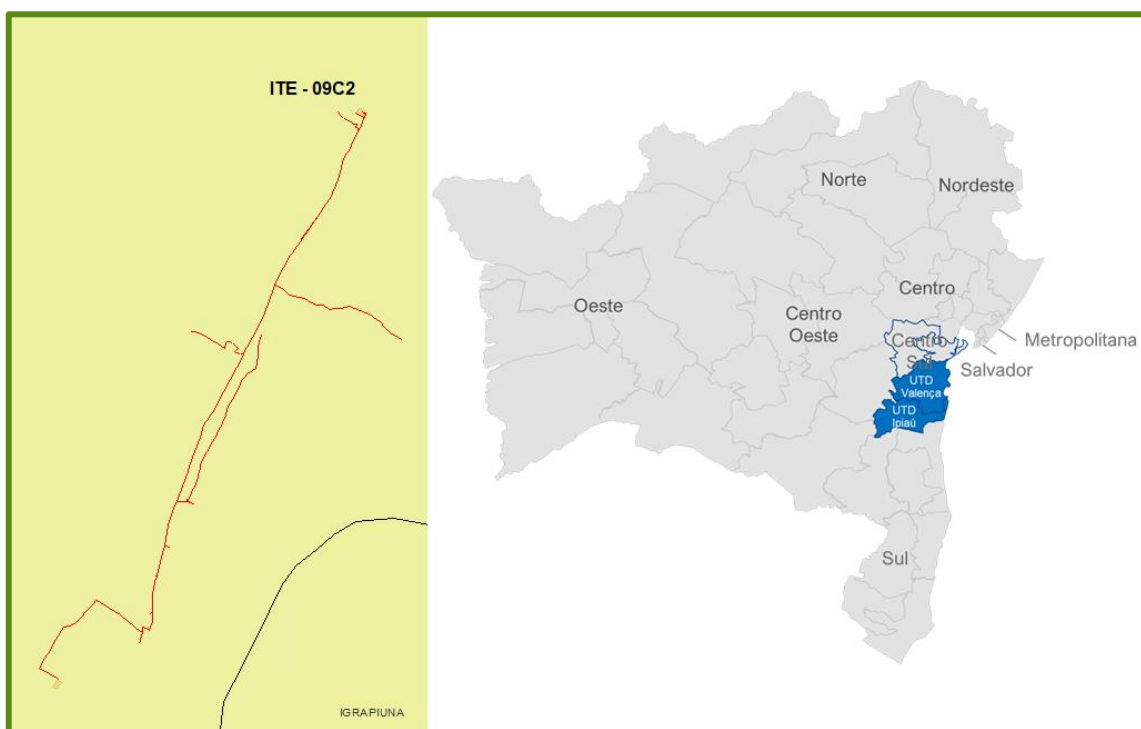 ITE - 09C2
IGRAPIUNA
Norte
Nordeste
Oeste
Centro
Oeste
Centro
Metropolitana
Centro
Sul
Salvador
UTD
Valença
UTD
Ipiaú
Sul